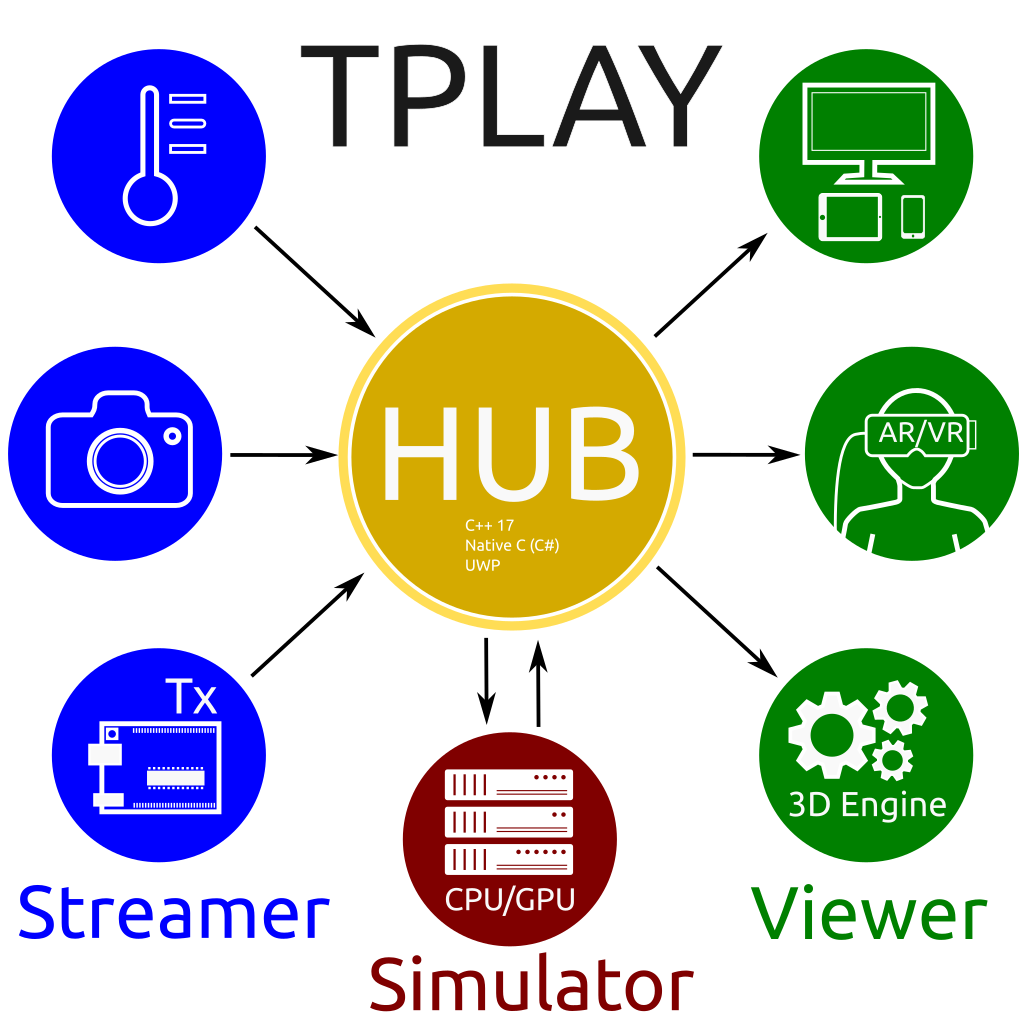 TPLAY
AR/VR
HUB
C++ 17
Native C (C#)
UWP
Tx
3D Engine
CPU/GPU
Streamer
Viewer
Simulator